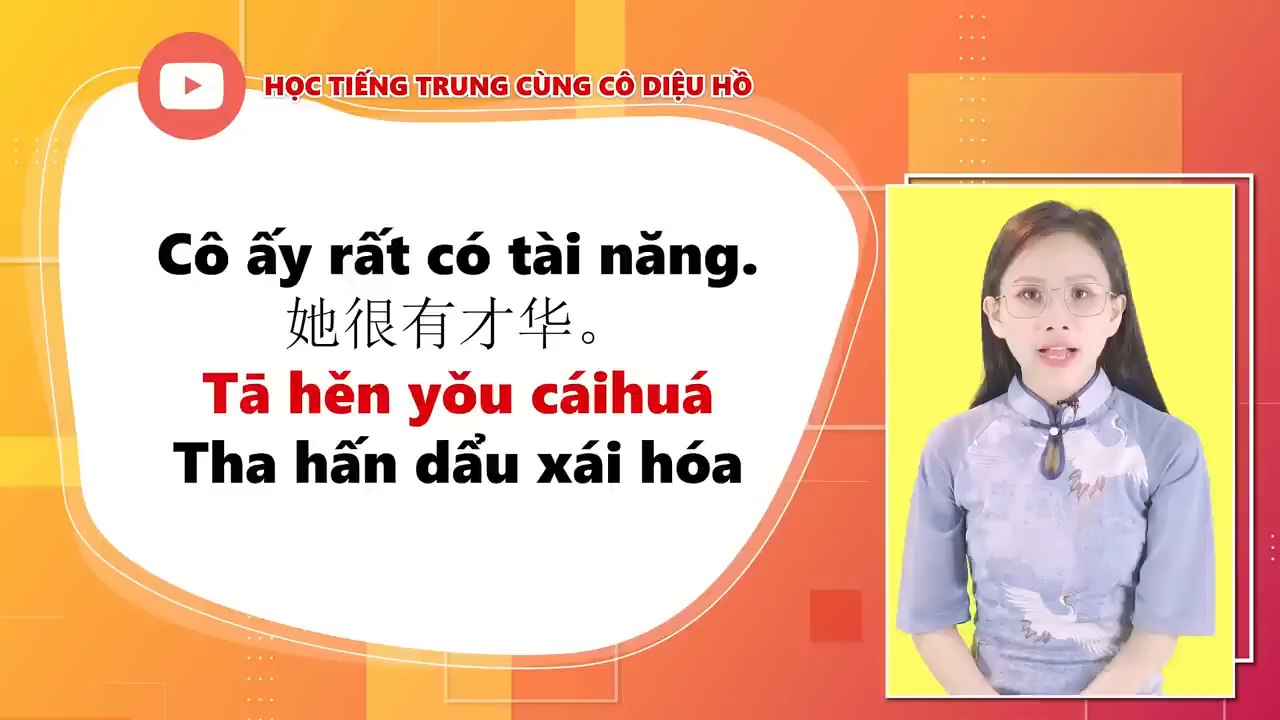 HỌC TIẾNG TRUNG CÙNG CÔ DIỆU HỒ
Cô ấy rất có tài năng.
她很有才华。
Tā hěn yǒu cáihuá
Tha hấn dẩu xái hóa